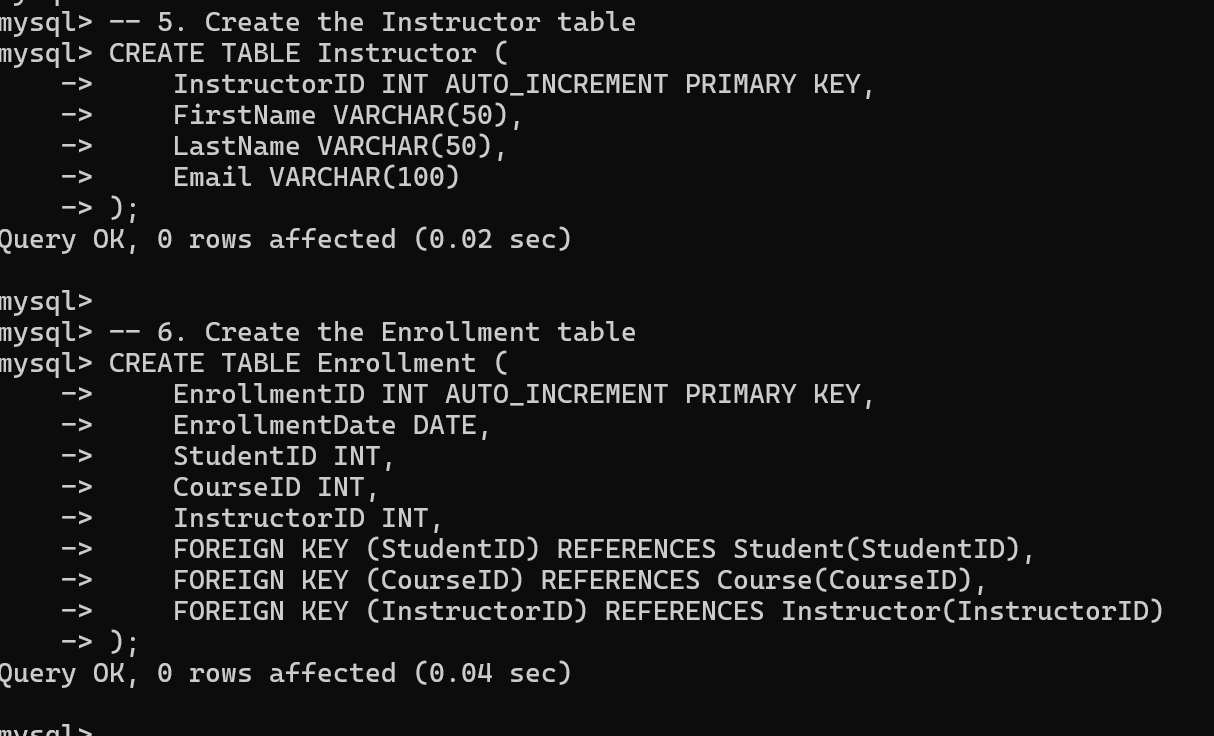 mysql> -- 5. Create the Instructor table
mysql> CREATE TABLE Instructor (
    ->     InstructorID INT AUTO_INCREMENT PRIMARY KEY,
    ->     FirstName VARCHAR(50),
    ->     LastName VARCHAR(50),
    ->     Email VARCHAR(100)
    -> );
Query OK, 0 rows affected (0.02 sec)

mysql>
mysql> -- 6. Create the Enrollment table
mysql> CREATE TABLE Enrollment (
    ->     EnrollmentID INT AUTO_INCREMENT PRIMARY KEY,
    ->     EnrollmentDate DATE,
    ->     StudentID INT,
    ->     CourseID INT,
    ->     InstructorID INT,
    ->     FOREIGN KEY (StudentID) REFERENCES Student(StudentID),
    ->     FOREIGN KEY (CourseID) REFERENCES Course(CourseID),
    ->     FOREIGN KEY (InstructorID) REFERENCES Instructor(InstructorID)
    -> );
Query OK, 0 rows affected (0.04 sec)

mysql>